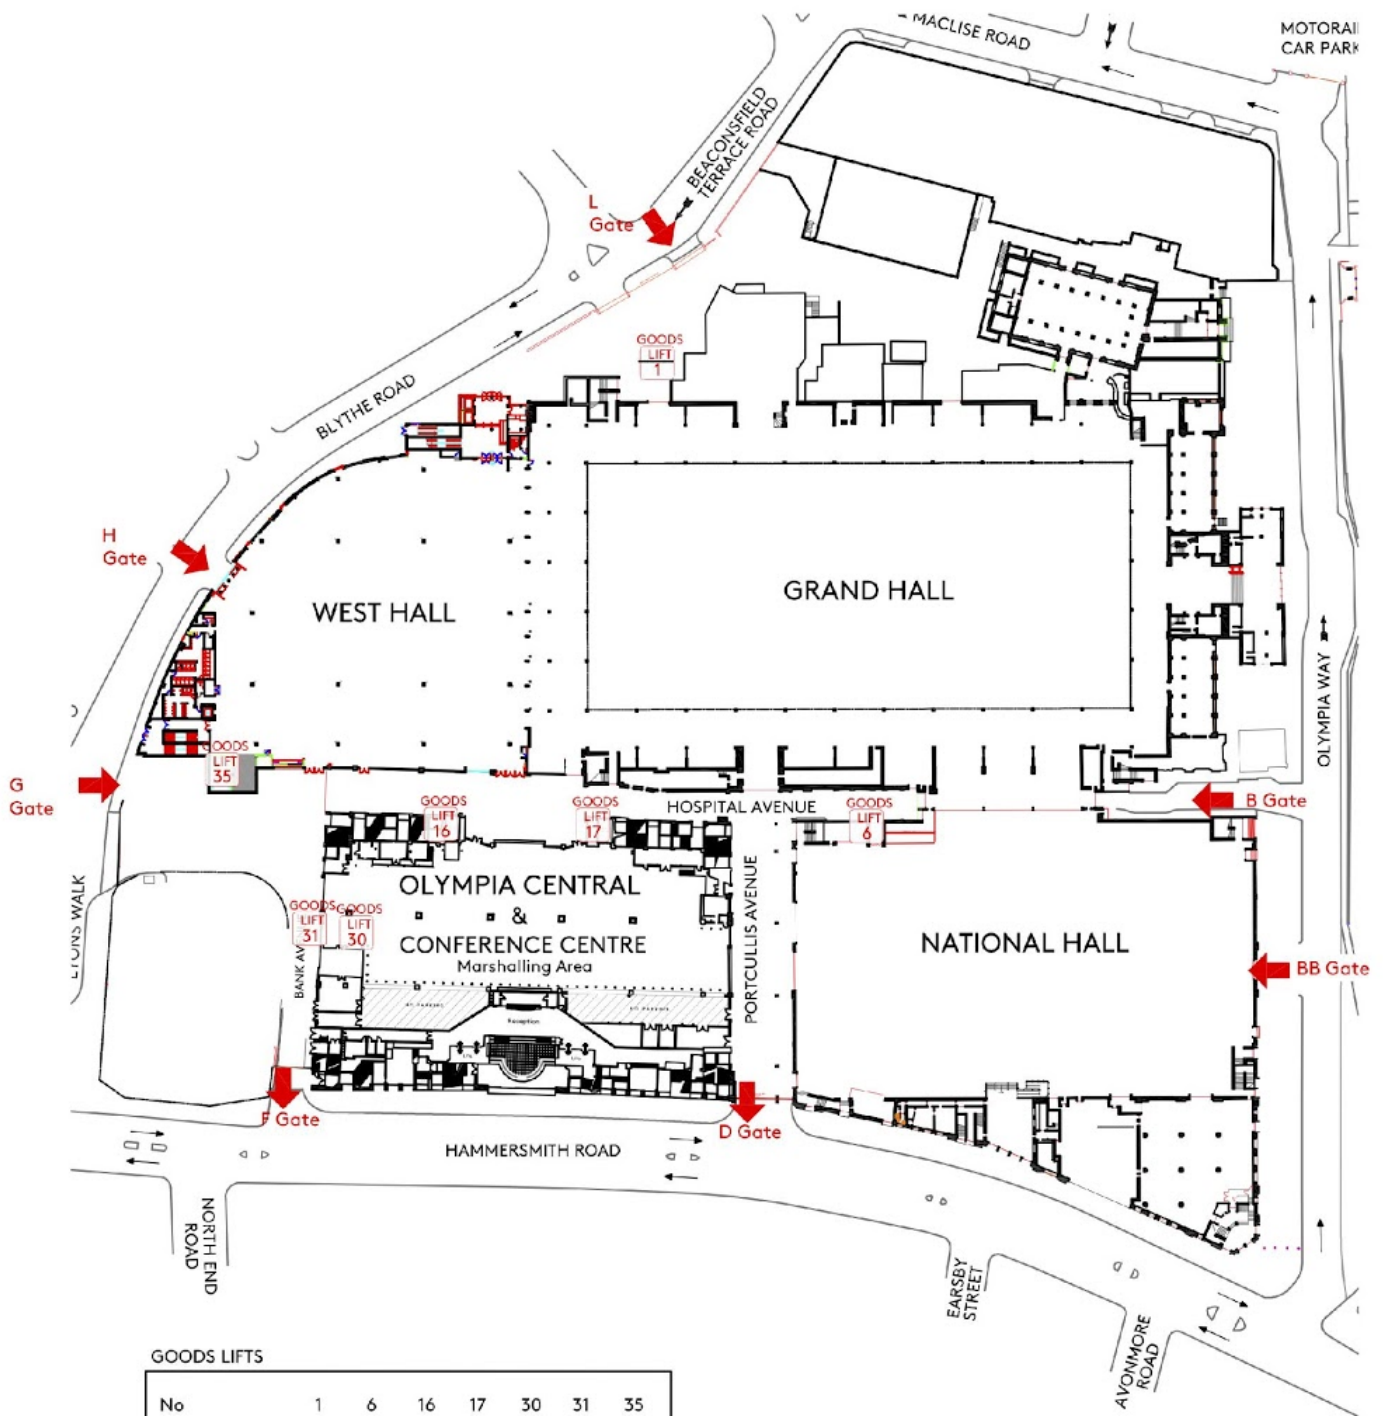 MACLISE ROAD
MOTORAI
CAR PARK
BEACONSFIELD
TERRACE ROAD
L
Gate
GOODS
LIFT
1
BLYTHE ROAD
H
Gate
WEST HALL
GRAND HALL
OLYMPIA WAY
GOODS
LIFT
35
G
Gate
GOODS
LIFT
16
GOODS
LIFT
17
HOSPITAL AVENUE
GOODS
LIFT
6
B Gate
OLYMPIA CENTRAL
&
CONFERENCE CENTRE
Marshalling Area
PORTCULLIS AVENUE
NATIONAL HALL
BB Gate
LYONS WALK
GOODS
LIFT
31
GOODS
LIFT
30
BANK AV
Reception
F Gate
D Gate
HAMMERSMITH ROAD
NORTH END
ROAD
EARSBY
STREET
AVONMORE
ROAD
GOODS LIFTS
No 1 6 16 17 30 31 35